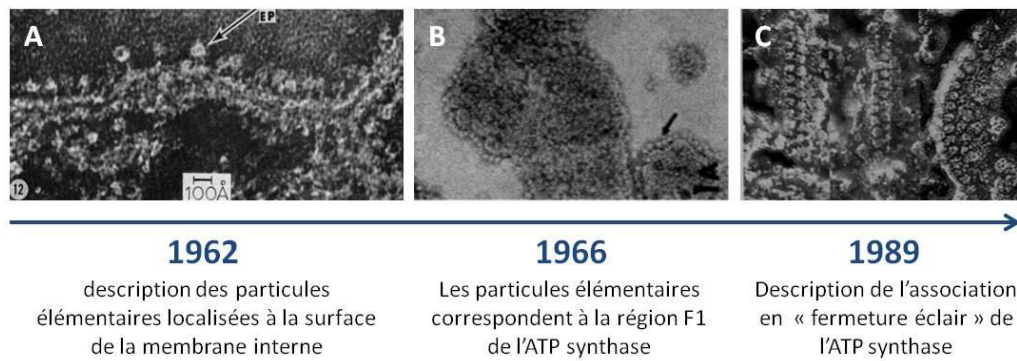 A
EP
12
100Å
B
C
1962
description des particules
élémentaires localisées à la surface
de la membrane interne
1966
Les particules élémentaires
correspondent à la région F1
de l'ATP synthase
1989
Description de l'association
en « fermeture éclair » de
l'ATP synthase